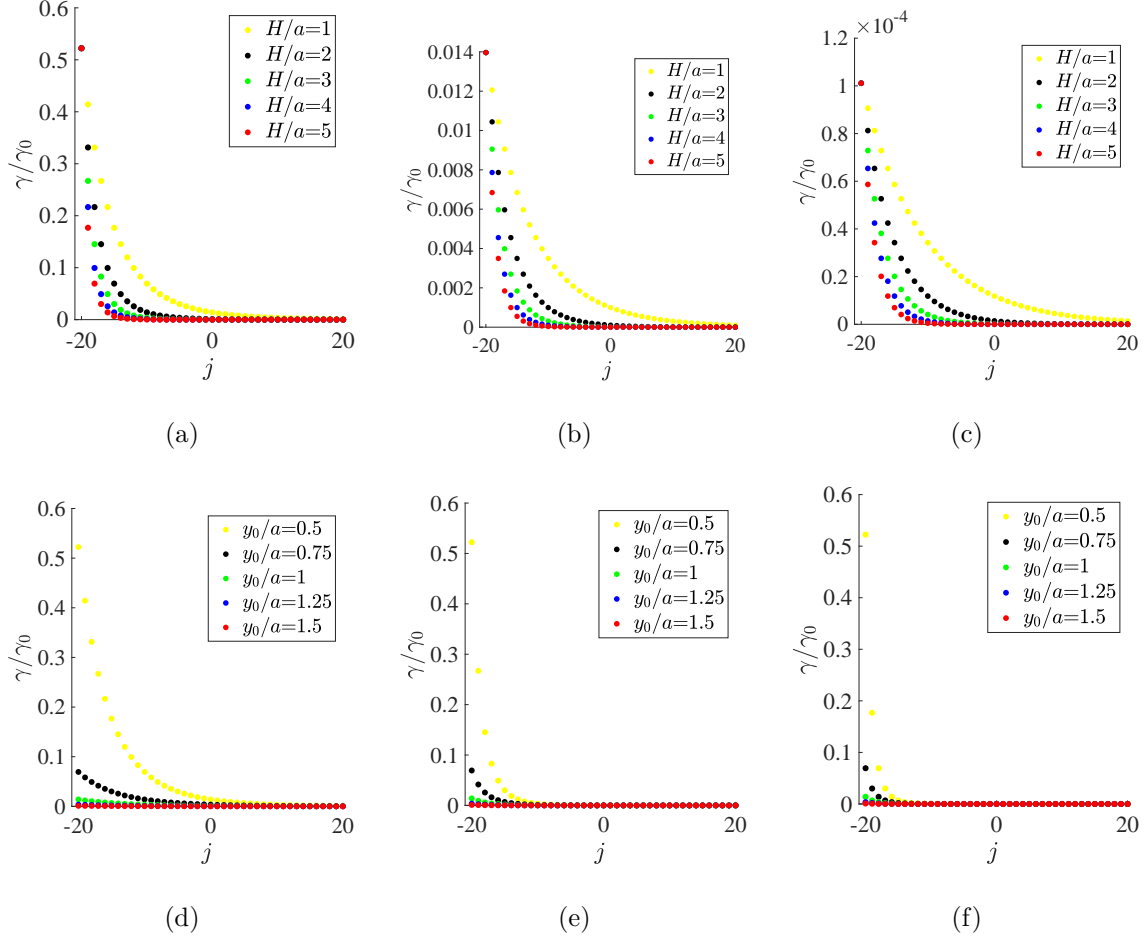 0.6
0.5
0.4
0.3
0.2
0.1
0
-20
0
20
γ/γ₀
j
H/a=1
H/a=2
H/a=3
H/a=4
H/a=5
(a)
0.014
0.012
0.01
0.008
0.006
0.004
0.002
0
-20
-10
0
10
20
γ/γ₀
j
H/a=1
H/a=2
H/a=3
H/a=4
H/a=5
(b)
×10⁻⁴
1.2
1
0.8
0.6
0.4
0.2
0
-20
-10
0
10
20
γ/γ₀
j
H/a=1
H/a=2
H/a=3
H/a=4
H/a=5
(c)
0.6
0.5
0.4
0.3
0.2
0.1
0
-20
0
20
γ/γ₀
j
y₀/a=0.5
y₀/a=0.75
y₀/a=1
y₀/a=1.25
y₀/a=1.5
(d)
0.6
0.5
0.4
0.3
0.2
0.1
0
-20
0
20
γ/γ₀
j
y₀/a=0.5
y₀/a=0.75
y₀/a=1
y₀/a=1.25
y₀/a=1.5
(e)
0.6
0.5
0.4
0.3
0.2
0.1
0
-20
0
20
γ/γ₀
j
y₀/a=0.5
y₀/a=0.75
y₀/a=1
y₀/a=1.25
y₀/a=1.5
(f)